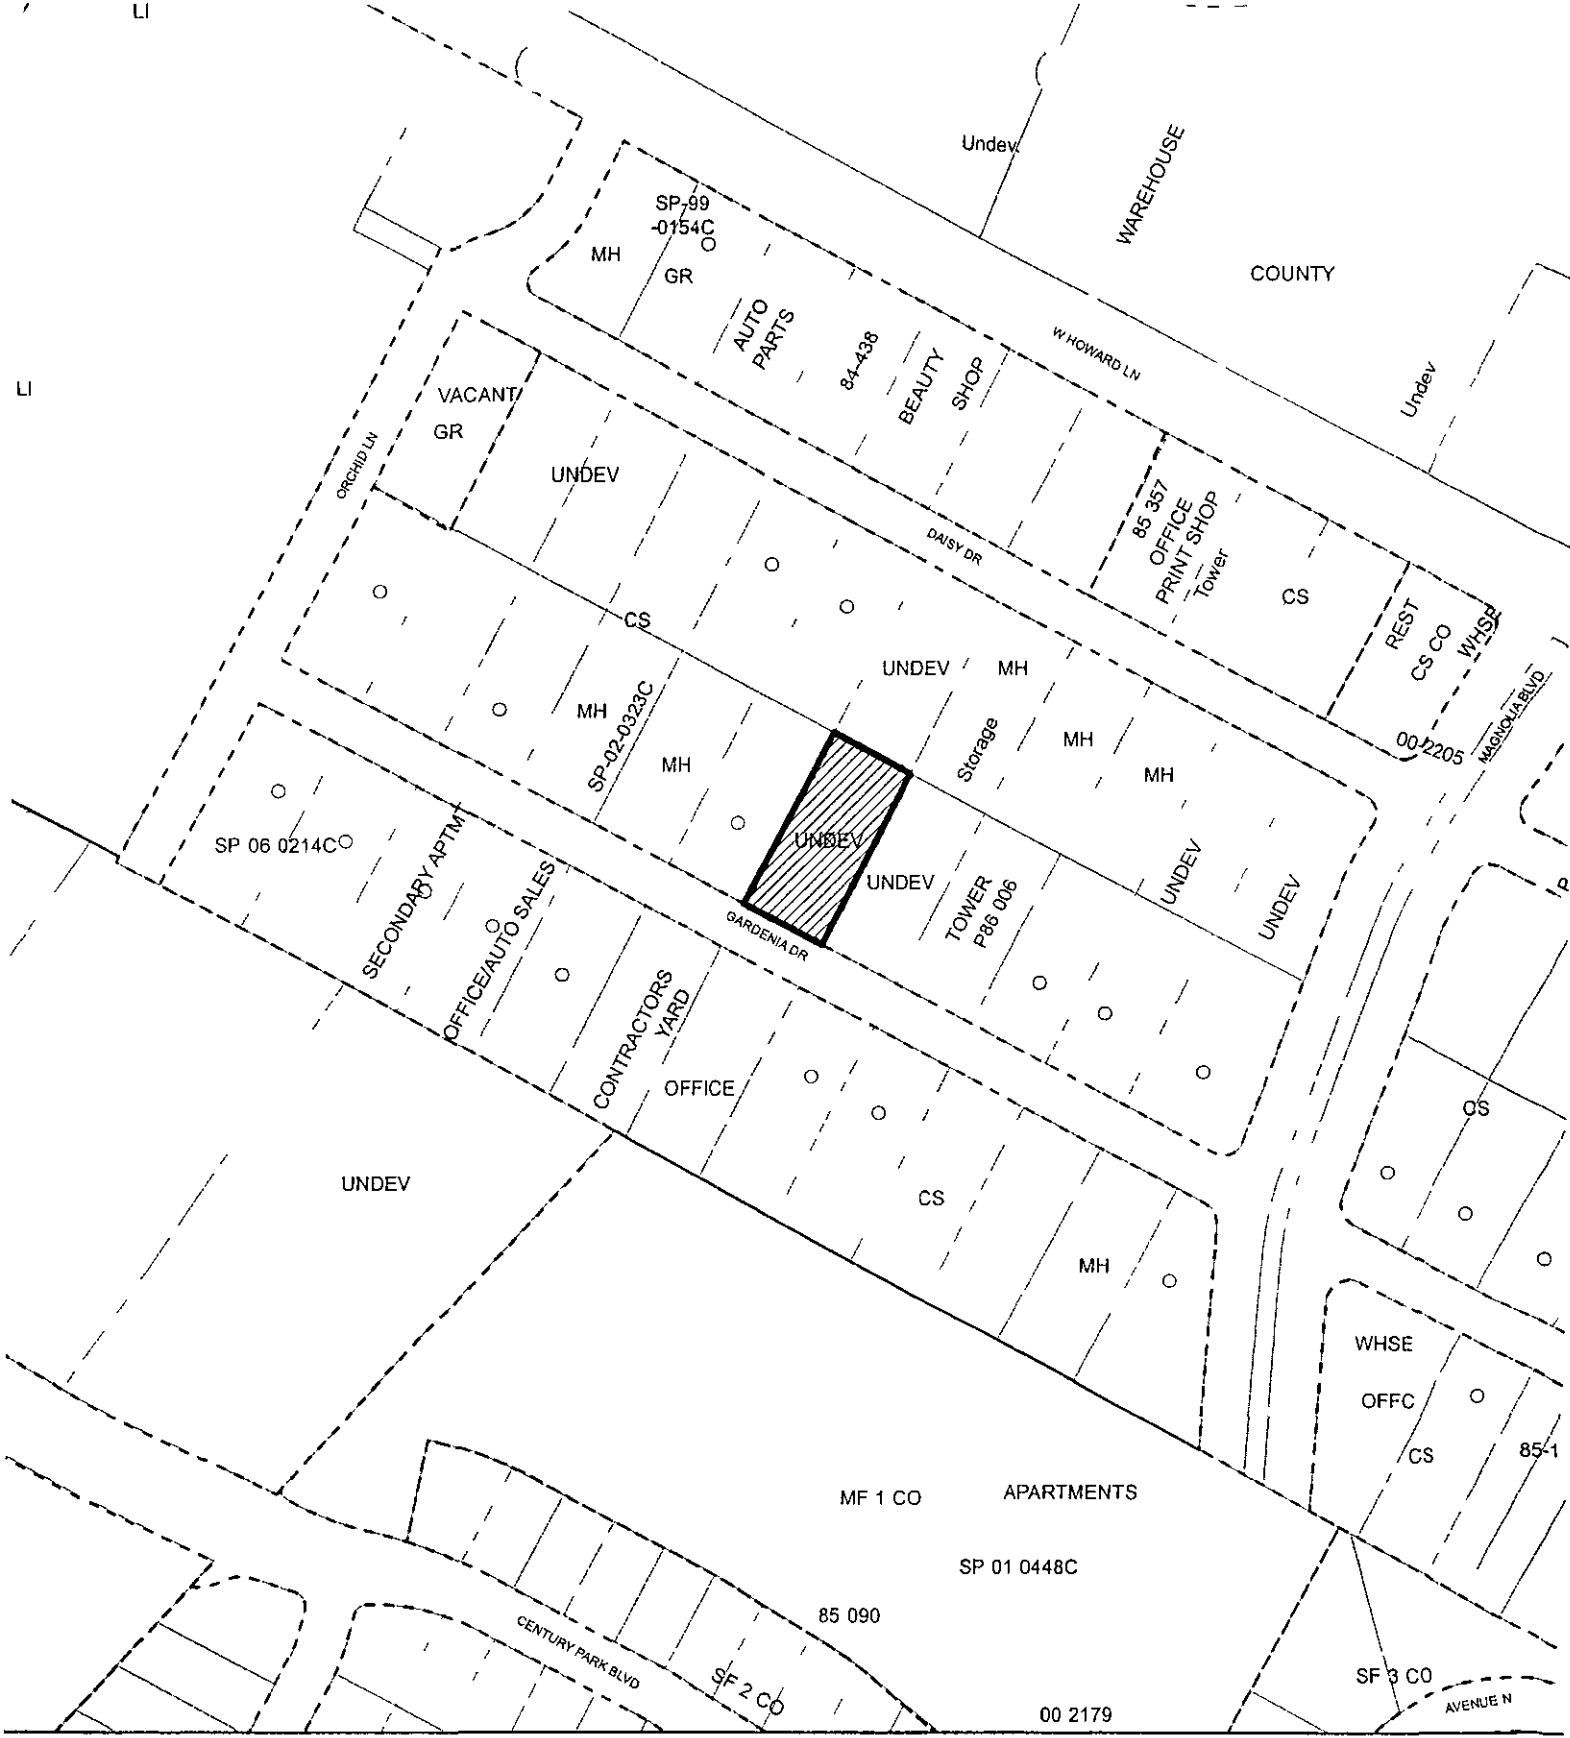 LI
Undev.
WAREHOUSE
SP-99
-0154C
MH
GR
COUNTY
AUTO
PARTS
84-438
BEAUTY
SHOP
W HOWARD LN
Undev
LI
VACANT
GR
ORCHID LN
UNDEV
DAISY DR
85 357
OFFICE
PRINT SHOP
Tower
CS
REST
CS CO
WHSE
CS
UNDEV
MH
MH
SP-02-0323C
MH
Storage
MH
MH
00-2205
MAGNOLIA BLVD
SP 06 0214C
SECONDARY APTMT
OFFICE/AUTO SALES
UNDEV
UNDEV
TOWER
P86 006
UNDEV
UNDEV
P
GARDENIA DR
CONTRACTORS
YARD
OFFICE
CS
CS
UNDEV
MH
WHSE
OFFC
CS
85-1
MF 1 CO
APARTMENTS
SP 01 0448C
85 090
CENTURY PARK BLVD
SF 2 CO
SF 3 CO
00 2179
AVENUE N